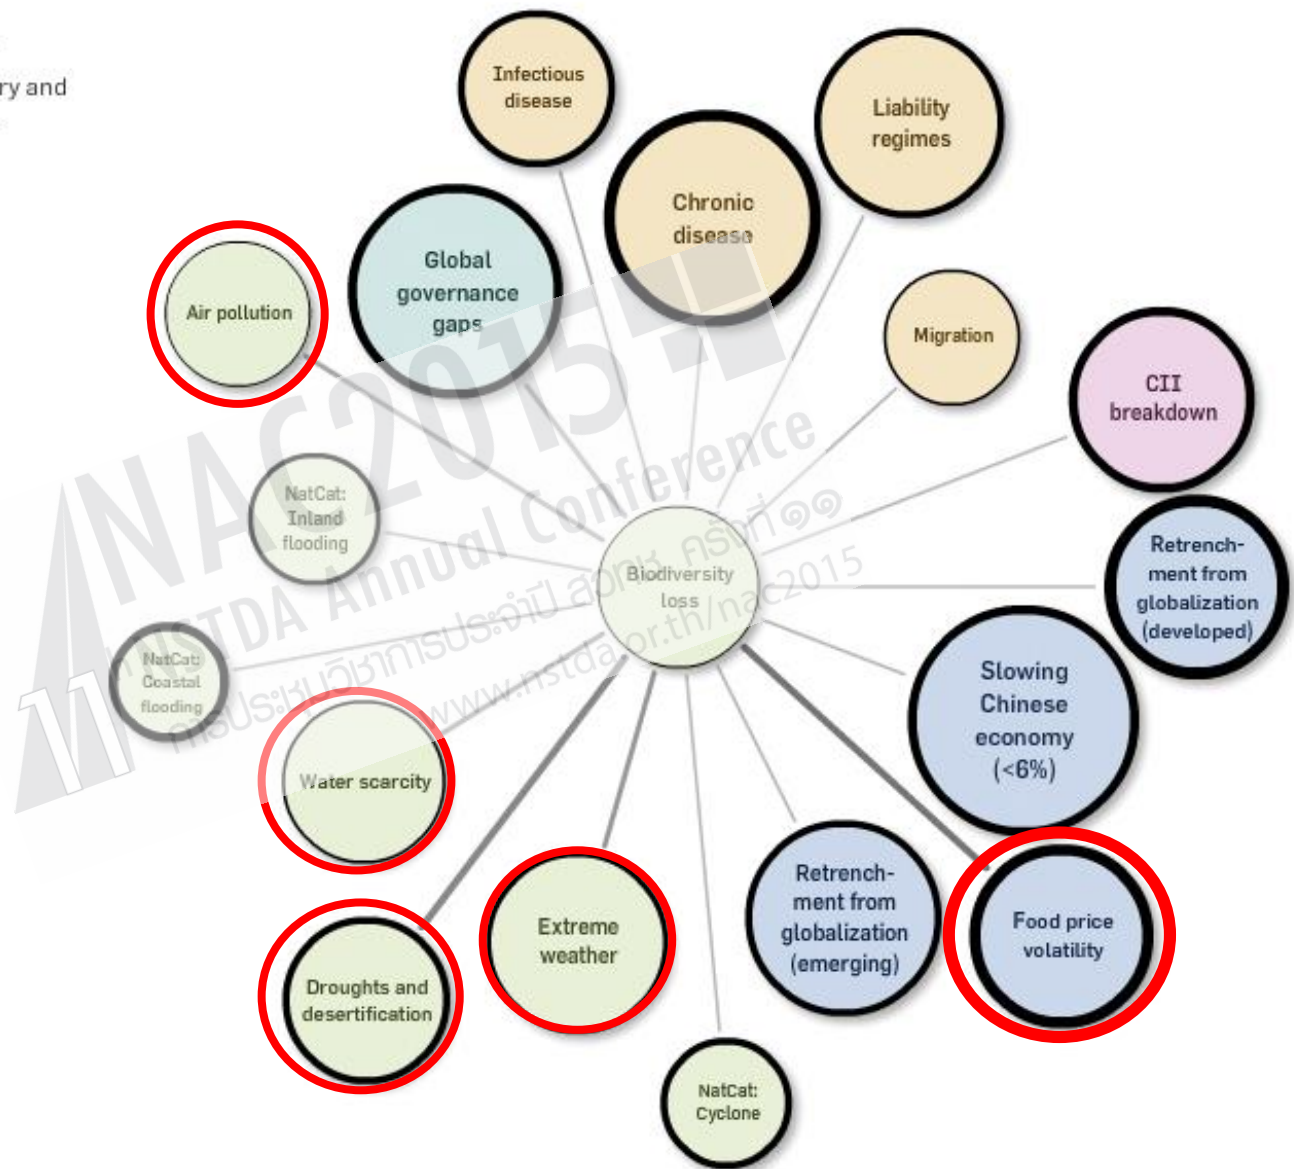 ry and
Infectious
disease
Liability
regimes
Chronic
disease
Global
governance
gaps
Air pollution
Migration
CII
breakdown
NatCat:
Inland
flooding
Biodiversity
loss
Retrench-
ment from
globalization
(developed)
NatCat:
Coastal
flooding
Slowing
Chinese
economy
(<6%)
Water scarcity
Retrench-
ment from
globalization
(emerging)
Food price
volatility
Extreme
weather
Droughts and
desertification
NatCat:
Cyclone
NAC2015
11th NSTDA Annual Conference
การประชุมวิชาการประจำปี สวทช. ครั้งที่ ๑๑
www.nstda.or.th/nac2015